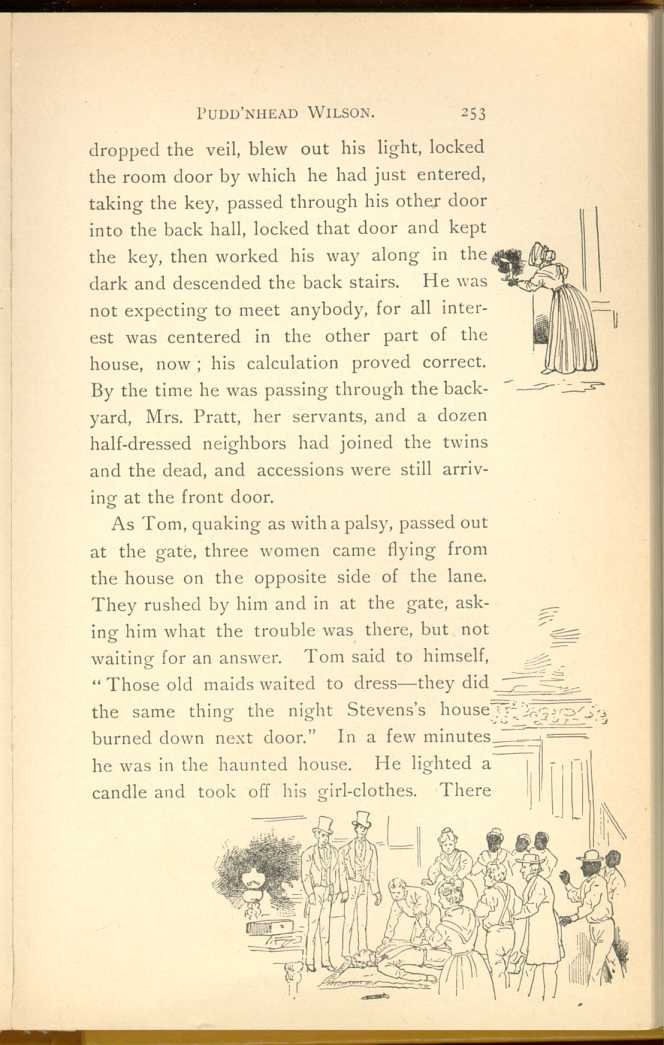 PUDD'NHEAD WILSON. 253
dropped the veil, blew out his light, locked
the room door by which he had just entered,
taking the key, passed through his other door
into the back hall, locked that door and kept
the key, then worked his way along in the
dark and descended the back stairs. He was
not expecting to meet anybody, for all inter-
est was centered in the other part of the
house, now ; his calculation proved correct.
By the time he was passing through the back-
yard, Mrs. Pratt, her servants, and a dozen
half-dressed neighbors had joined the twins
and the dead, and accessions were still arriv-
ing at the front door.
As Tom, quaking as with a palsy, passed out
at the gate, three women came flying from
the house on the opposite side of the lane.
They rushed by him and in at the gate, ask-
ing him what the trouble was there, but not
waiting for an answer. Tom said to himself,
“ Those old maids waited to dress—they did
the same thing the night Stevens's house
burned down next door.” In a few minutes
he was in the haunted house. He lighted a
candle and took off his girl-clothes. There